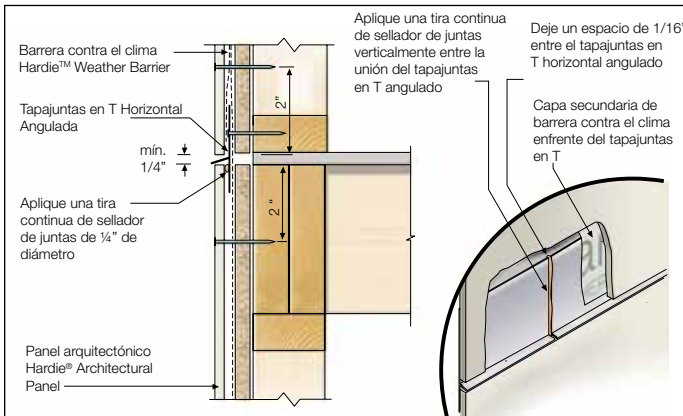 Barrera contra el clima
Hardie™ Weather Barrier
Tapajuntas en T Horizontal
Angulada
mín.
1/4"
Aplique una tira
continua de sellador
de juntas de ¼" de
diámetro
Panel arquitectónico
Hardie® Architectural
Panel
2"
2"
Aplique una tira continua
de sellador de juntas
verticalmente entre la
unión del tapajuntas
en T angulado
Deje un espacio de 1/16"
entre el tapajuntas en
T horizontal angulado
Capa secundaria de
barrera contra el clima
enfrente del tapajuntas
en T